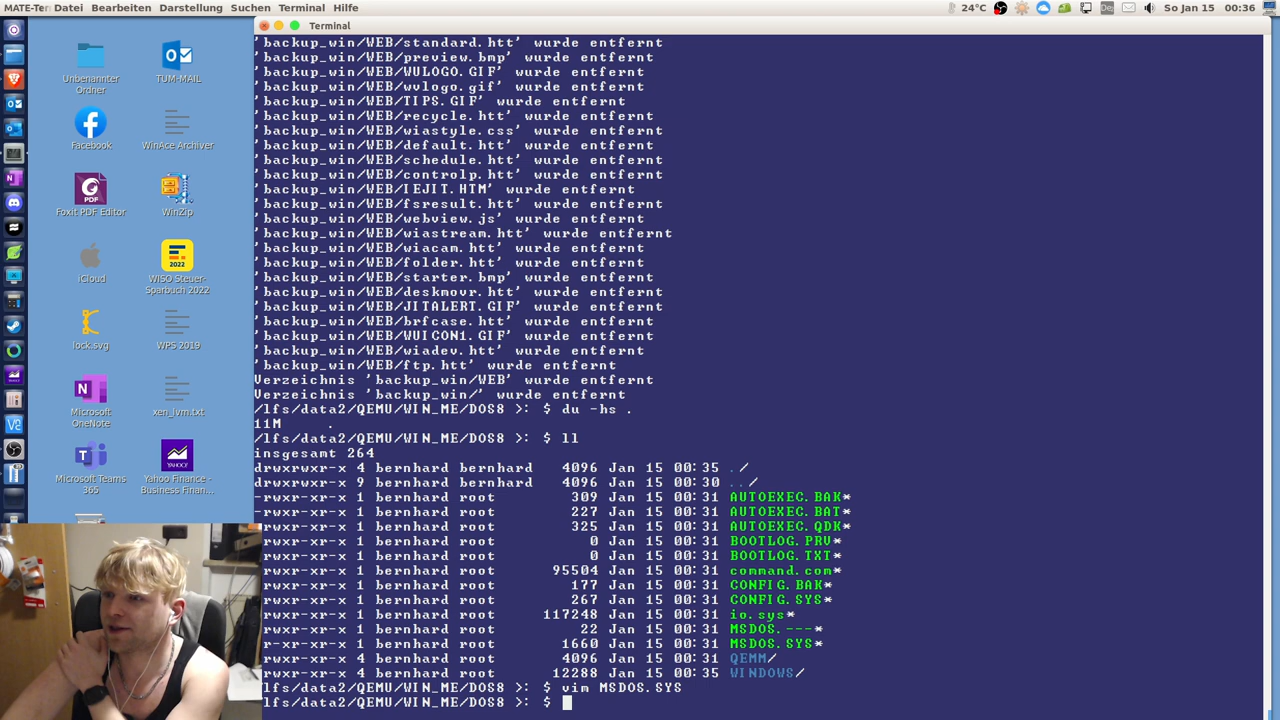 MATE-Ter Datei Bearbeiten Darstellung Suchen Terminal Hilfe
24°C
De
So Jan 15 00:36
Terminal
Unbenannter
Ordner
TUM-MAIL
Facebook
WinAce Archiver
PDF
Foxit PDF Editor
WinZip
iCloud
2022
WISO Steuer-
Sparbuch 2022
lock.svg
WPS 2019
Microsoft
OneNote
xen_lvm.txt
Microsoft Teams
365
YAHOO!
Yahoo Finance -
Business Finan...
'backup_win/WEB/standard.htt' wurde entfernt
'backup_win/WEB/preview.bmp' wurde entfernt
'backup_win/WEB/WULOGO.GIF' wurde entfernt
'backup_win/WEB/wvlogo.gif' wurde entfernt
'backup_win/WEB/TIPS.GIF' wurde entfernt
'backup_win/WEB/recycle.htt' wurde entfernt
'backup_win/WEB/wiastyle.css' wurde entfernt
'backup_win/WEB/default.htt' wurde entfernt
'backup_win/WEB/schedule.htt' wurde entfernt
'backup_win/WEB/controlp.htt' wurde entfernt
'backup_win/WEB/IEJIT.HTM' wurde entfernt
'backup_win/WEB/fsresult.htt' wurde entfernt
'backup_win/WEB/webview.js' wurde entfernt
'backup_win/WEB/wiastream.htt' wurde entfernt
'backup_win/WEB/wiacam.htt' wurde entfernt
'backup_win/WEB/folder.htt' wurde entfernt
'backup_win/WEB/starter.bmp' wurde entfernt
'backup_win/WEB/deskmovr.htt' wurde entfernt
'backup_win/WEB/JITALERT.GIF' wurde entfernt
'backup_win/WEB/brfcase.htt' wurde entfernt
'backup_win/WEB/WUICON1.GIF' wurde entfernt
'backup_win/WEB/wiadev.htt' wurde entfernt
'backup_win/WEB/ftp.htt' wurde entfernt
Verzeichnis 'backup_win/WEB' wurde entfernt
Verzeichnis 'backup_win/' wurde entfernt
/lfs/data2/QEMU/WIN_ME/DOS8 >: $ du -hs .
11M .
/lfs/data2/QEMU/WIN_ME/DOS8 >: $ ll
insgesamt 264
drwxrwxr-x 4 bernhard bernhard 4096 Jan 15 00:35 ./
drwxrwxr-x 9 bernhard bernhard 4096 Jan 15 00:30 ../
-rwxr-xr-x 1 bernhard root 309 Jan 15 00:31 AUTOEXEC.BAK*
-rwxr-xr-x 1 bernhard root 227 Jan 15 00:31 AUTOEXEC.BAT*
rwxr-xr-x 1 bernhard root 325 Jan 15 00:31 AUTOEXEC.QDK*
rwxr-xr-x 1 bernhard root 0 Jan 15 00:31 BOOTLOG.PRV*
rwxr-xr-x 1 bernhard root 0 Jan 15 00:31 BOOTLOG.TXT*
rwxr-xr-x 1 bernhard root 95504 Jan 15 00:31 command.com*
rwxr-xr-x 1 bernhard root 177 Jan 15 00:31 CONFIG.BAK*
rwxr-xr-x 1 bernhard root 267 Jan 15 00:31 CONFIG.SYS*
rwxr-xr-x 1 bernhard root 117248 Jan 15 00:31 io.sys*
rwxr-xr-x 1 bernhard root 22 Jan 15 00:31 MSDOS.---*
r-xr-xr-x 1 bernhard root 1660 Jan 15 00:31 MSDOS.SYS*
rwxr-xr-x 4 bernhard root 4096 Jan 15 00:31 QEMM/
rwxr-xr-x 4 bernhard root 12288 Jan 15 00:35 WINDOWS/
/lfs/data2/QEMU/WIN_ME/DOS8 >: $ vim MSDOS.SYS
/lfs/data2/QEMU/WIN_ME/DOS8 >: $